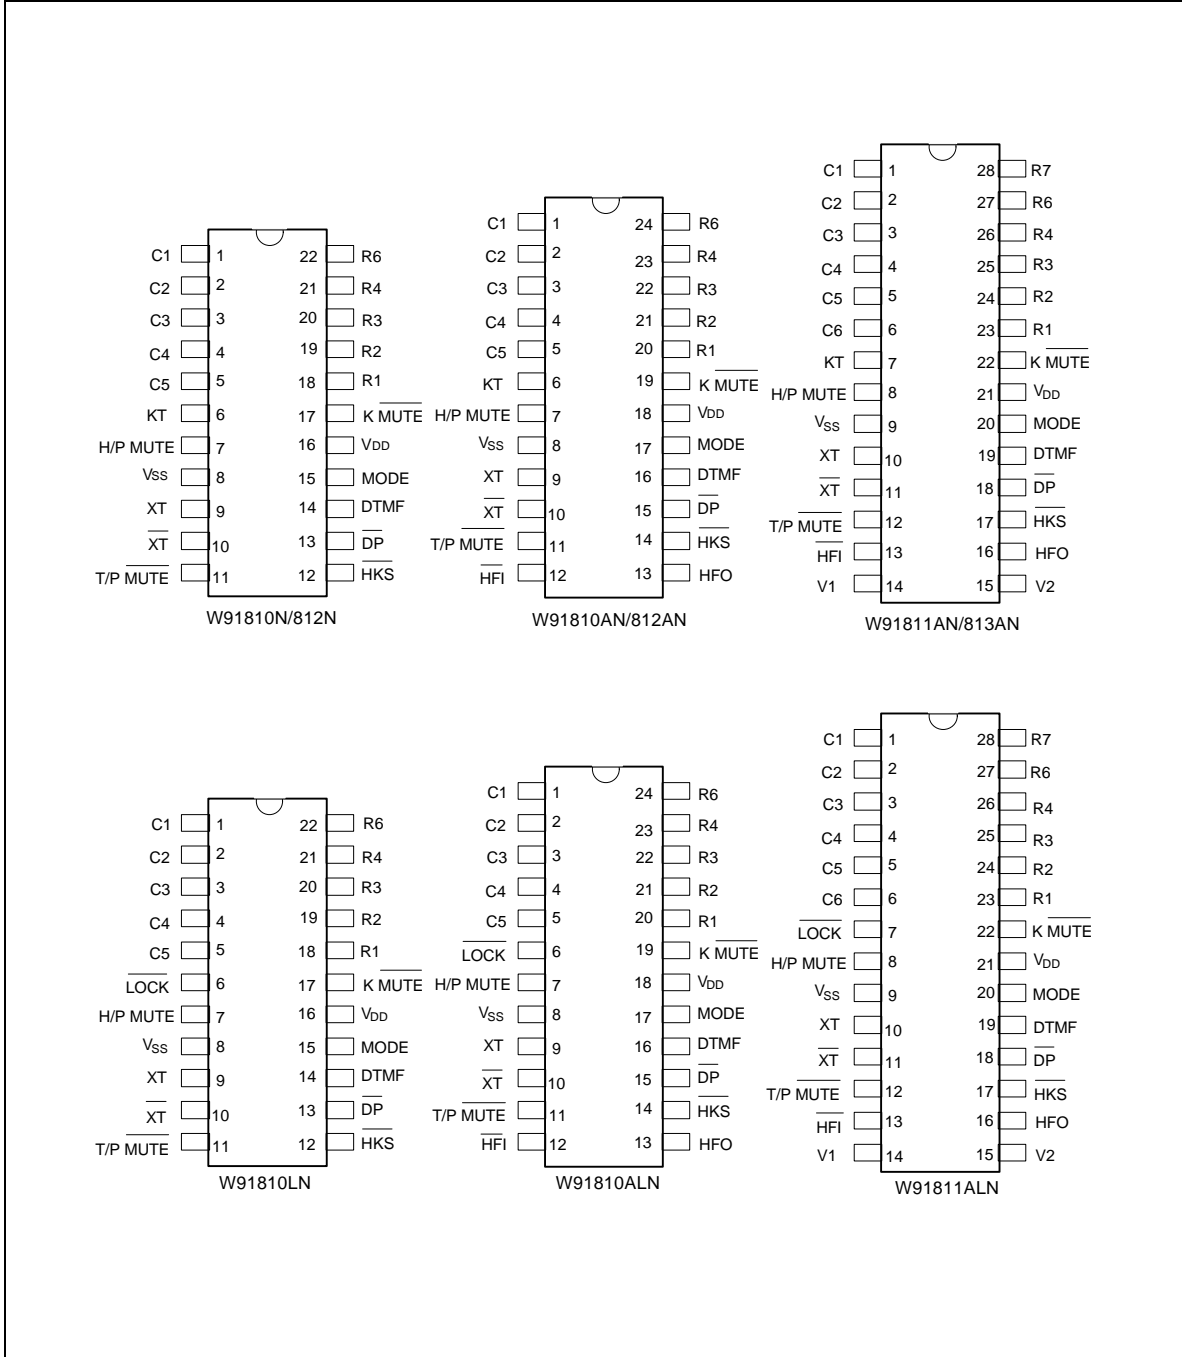 C1 1 22 R6
C2 2 21 R4
C3 3 20 R3
C4 4 19 R2
C5 5 18 R1
KT 6 17 K MUTE
H/P MUTE 7 16 VDD
VSS 8 15 MODE
XT 9 14 DTMF
XT 10 13 DP
T/P MUTE 11 12 HKS
W91810N/812N
C1 1 24 R6
C2 2 23 R4
C3 3 22 R3
C4 4 21 R2
C5 5 20 R1
KT 6 19 K MUTE
H/P MUTE 7 18 VDD
VSS 8 17 MODE
XT 9 16 DTMF
XT 10 15 DP
T/P MUTE 11 14 HKS
HFI 12 13 HFO
W91810AN/812AN
C1 1 28 R7
C2 2 27 R6
C3 3 26 R4
C4 4 25 R3
C5 5 24 R2
C6 6 23 R1
KT 7 22 K MUTE
H/P MUTE 8 21 VDD
VSS 9 20 MODE
XT 10 19 DTMF
XT 11 18 DP
T/P MUTE 12 17 HKS
HFI 13 16 HFO
V1 14 15 V2
W91811AN/813AN
C1 1 22 R6
C2 2 21 R4
C3 3 20 R3
C4 4 19 R2
C5 5 18 R1
LOCK 6 17 K MUTE
H/P MUTE 7 16 VDD
VSS 8 15 MODE
XT 9 14 DTMF
XT 10 13 DP
T/P MUTE 11 12 HKS
W91810LN
C1 1 24 R6
C2 2 23 R4
C3 3 22 R3
C4 4 21 R2
C5 5 20 R1
LOCK 6 19 K MUTE
H/P MUTE 7 18 VDD
VSS 8 17 MODE
XT 9 16 DTMF
XT 10 15 DP
T/P MUTE 11 14 HKS
HFI 12 13 HFO
W91810ALN
C1 1 28 R7
C2 2 27 R6
C3 3 26 R4
C4 4 25 R3
C5 5 24 R2
C6 6 23 R1
LOCK 7 22 K MUTE
H/P MUTE 8 21 VDD
VSS 9 20 MODE
XT 10 19 DTMF
XT 11 18 DP
T/P MUTE 12 17 HKS
HFI 13 16 HFO
V1 14 15 V2
W91811ALN